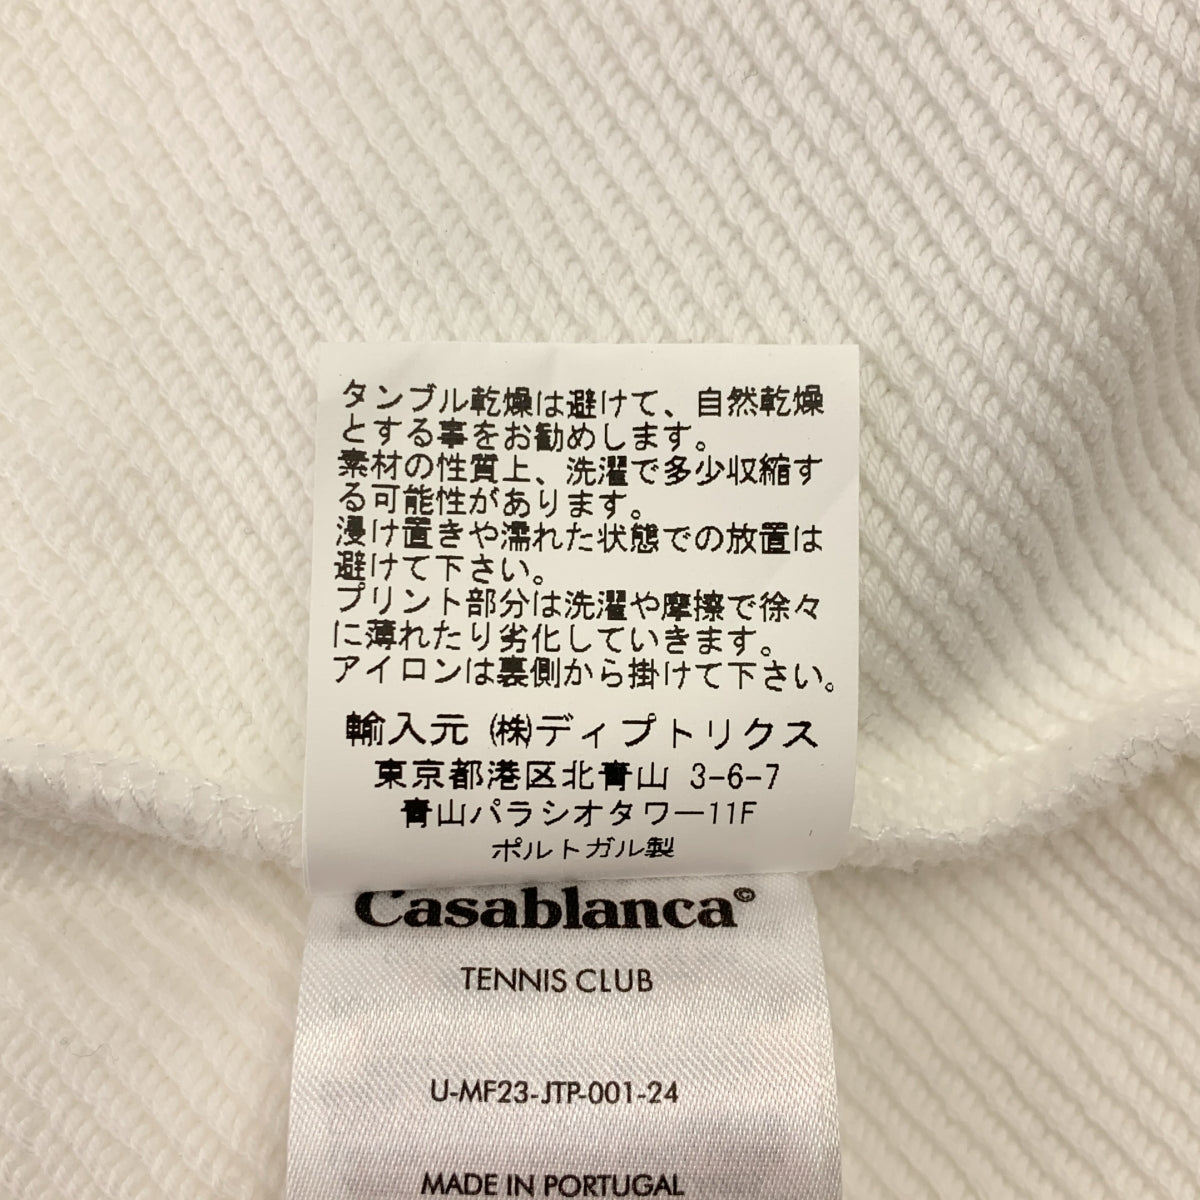 タンブル乾燥は避けて、自然乾燥
とする事をお勧めします。
素材の性質上、洗濯で多少収縮す
る可能性があります。
浸け置きや濡れた状態での放置は
避けて下さい。
プリント部分は洗濯や摩擦で徐々
に薄れたり劣化していきます。
アイロンは裏側から掛けて下さい。
輸入元 ㈱ディプトリクス
東京都港区北青山 3-6-7
青山パラシオタワー11F
ポルトガル製
Casablanca©
TENNIS CLUB
U-MF23-JTP-001-24
MADE IN PORTUGAL